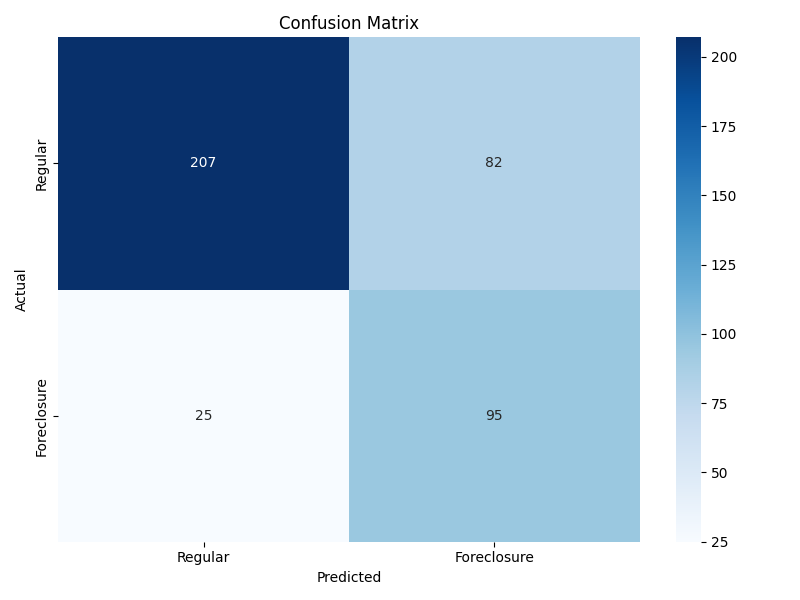 Confusion Matrix
Actual
Regular
Foreclosure
207
82
25
95
Regular
Foreclosure
Predicted
200
175
150
125
100
75
50
25